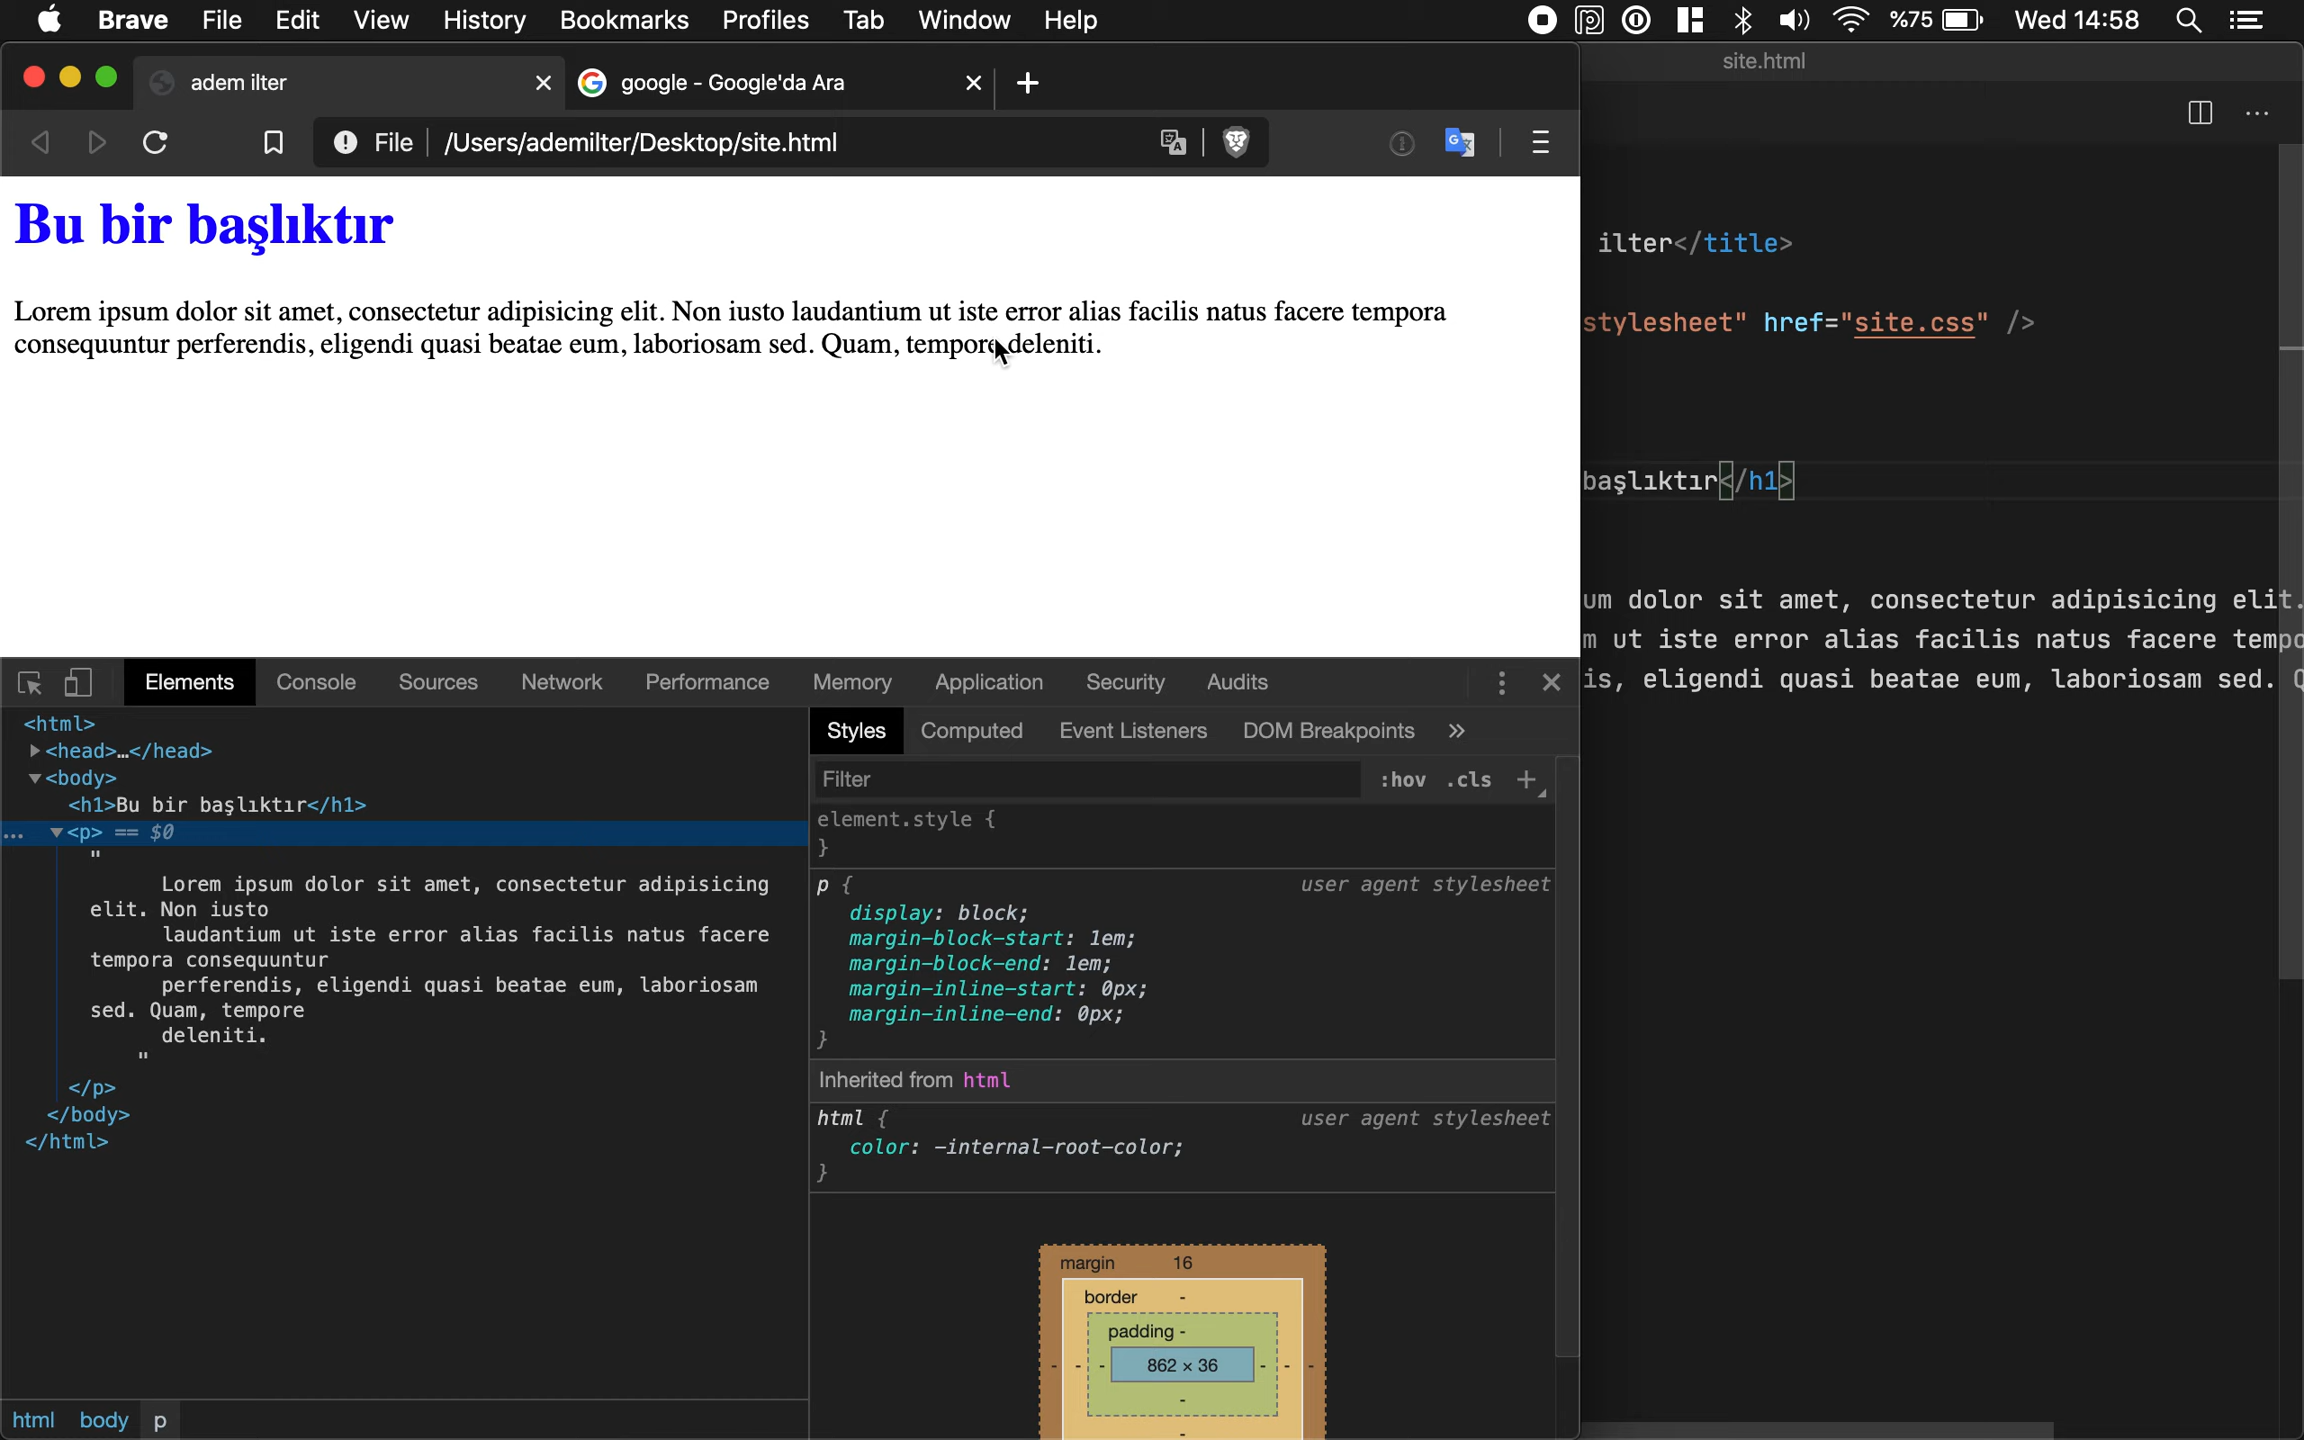 Brave File Edit View History Bookmarks Profiles Tab Window Help %75 Wed 14:58
adem ilter
google - Google'da Ara
site.html
File /Users/ademilter/Desktop/site.html
Bu bir başlıktır
Lorem ipsum dolor sit amet, consectetur adipisicing elit. Non iusto laudantium ut iste error alias facilis natus facere tempora
consequuntur perferendis, eligendi quasi beatae eum, laboriosam sed. Quam, tempore deleniti.
ilter</title>
stylesheet" href="site.css" />
başlıktır</h1>
um dolor sit amet, consectetur adipisicing elit.
m ut iste error alias facilis natus facere tempo
is, eligendi quasi beatae eum, laboriosam sed. Q
Elements Console Sources Network Performance Memory Application Security Audits
<html>
<head>…</head>
<body>
<h1>Bu bir başlıktır</h1>
… <p> == $0
"
Lorem ipsum dolor sit amet, consectetur adipisicing
elit. Non iusto
laudantium ut iste error alias facilis natus facere
tempora consequuntur
perferendis, eligendi quasi beatae eum, laboriosam
sed. Quam, tempore
deleniti.
"
</p>
</body>
</html>
html body p
Styles Computed Event Listeners DOM Breakpoints »
Filter :hov .cls +
element.style {
}
p { user agent stylesheet
display: block;
margin-block-start: 1em;
margin-block-end: 1em;
margin-inline-start: 0px;
margin-inline-end: 0px;
}
Inherited from html
html { user agent stylesheet
color: -internal-root-color;
}
margin 16
border -
padding -
- - - 862 × 36 - - -
-
-